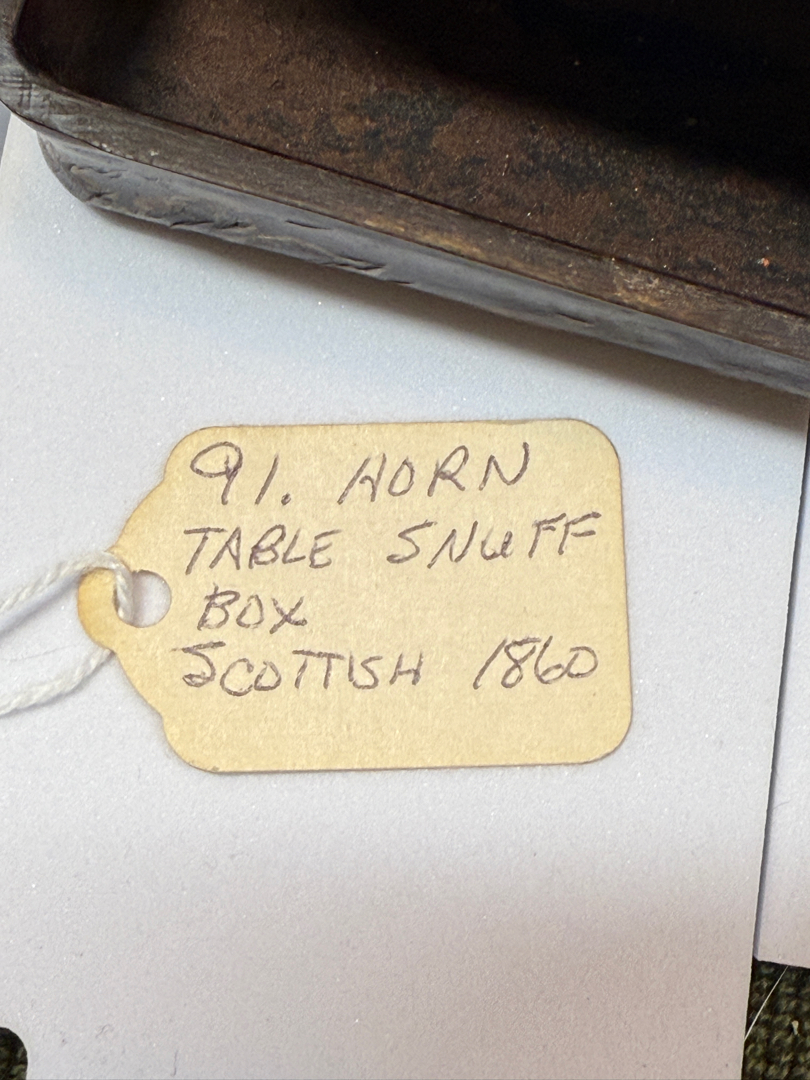 91. HORN
TABLE SNUFF
BOX
SCOTTISH 1860